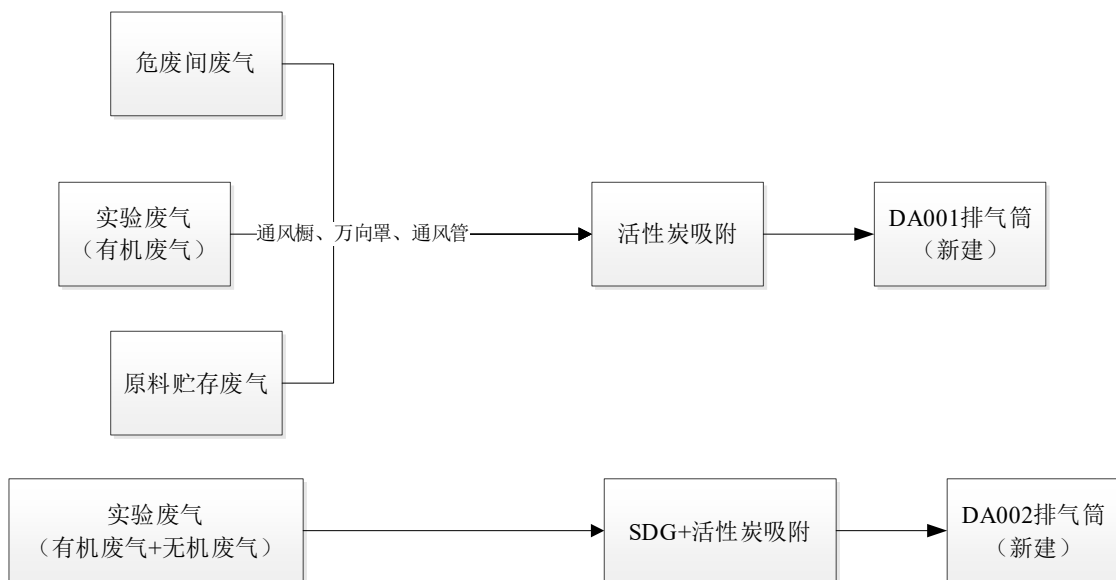 危废间废气
实验废气
（有机废气）
通风橱、万向罩、通风管
活性炭吸附
DA001排气筒
（新建）
原料贮存废气
实验废气
（有机废气+无机废气）
SDG+活性炭吸附
DA002排气筒
（新建）